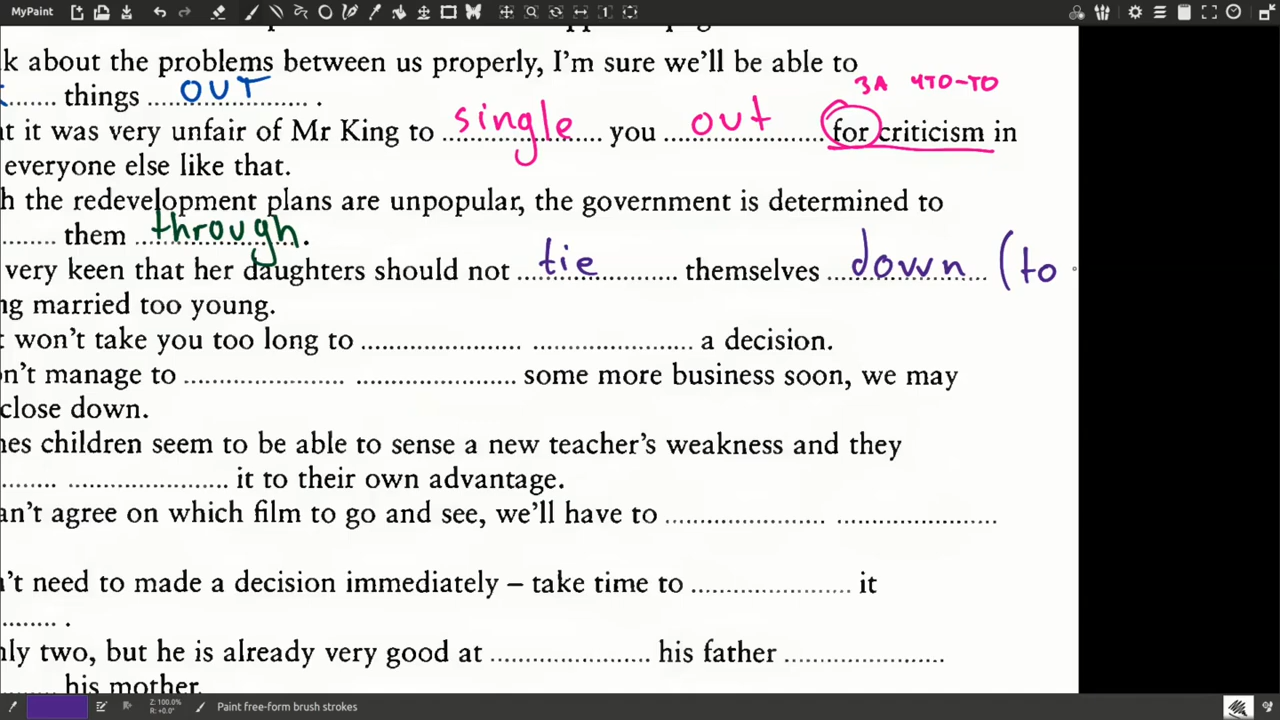 MyPaint
k about the problems between us properly, I'm sure we'll be able to
....... things OUT .
ЗА ЧТО-ТО
t it was very unfair of Mr King to single you out for criticism in
everyone else like that.
h the redevelopment plans are unpopular, the government is determined to
........ them through.
very keen that her daughters should not tie themselves down (to
ng married too young.
t won't take you too long to ....................... ....................... a decision.
n't manage to ....................... ....................... some more business soon, we may
close down.
nes children seem to be able to sense a new teacher's weakness and they
........ ....................... it to their own advantage.
an't agree on which film to go and see, we'll have to ....................... .......................
't need to made a decision immediately – take time to ....................... it
........ .
nly two, but he is already very good at ....................... his father .......................
........ his mother.
Z: 100.0%
R: +0.0°
Paint free-form brush strokes